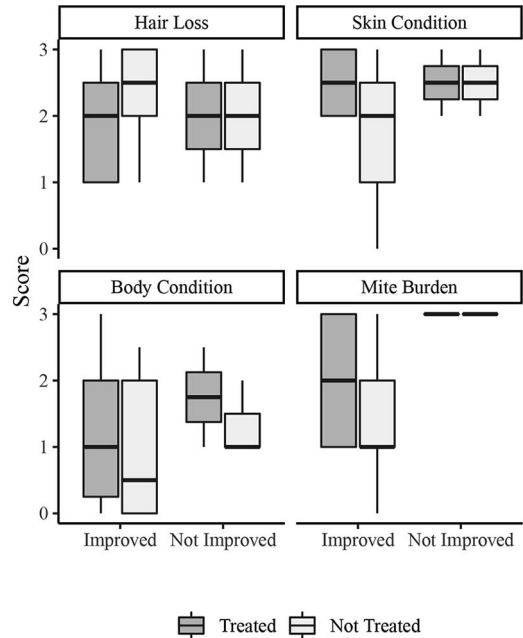 Hair Loss
Skin Condition
3
2
1
0
Score
Body Condition
Mite Burden
3
2
1
0
Improved
Not Improved
Improved
Not Improved
Treated
Not Treated